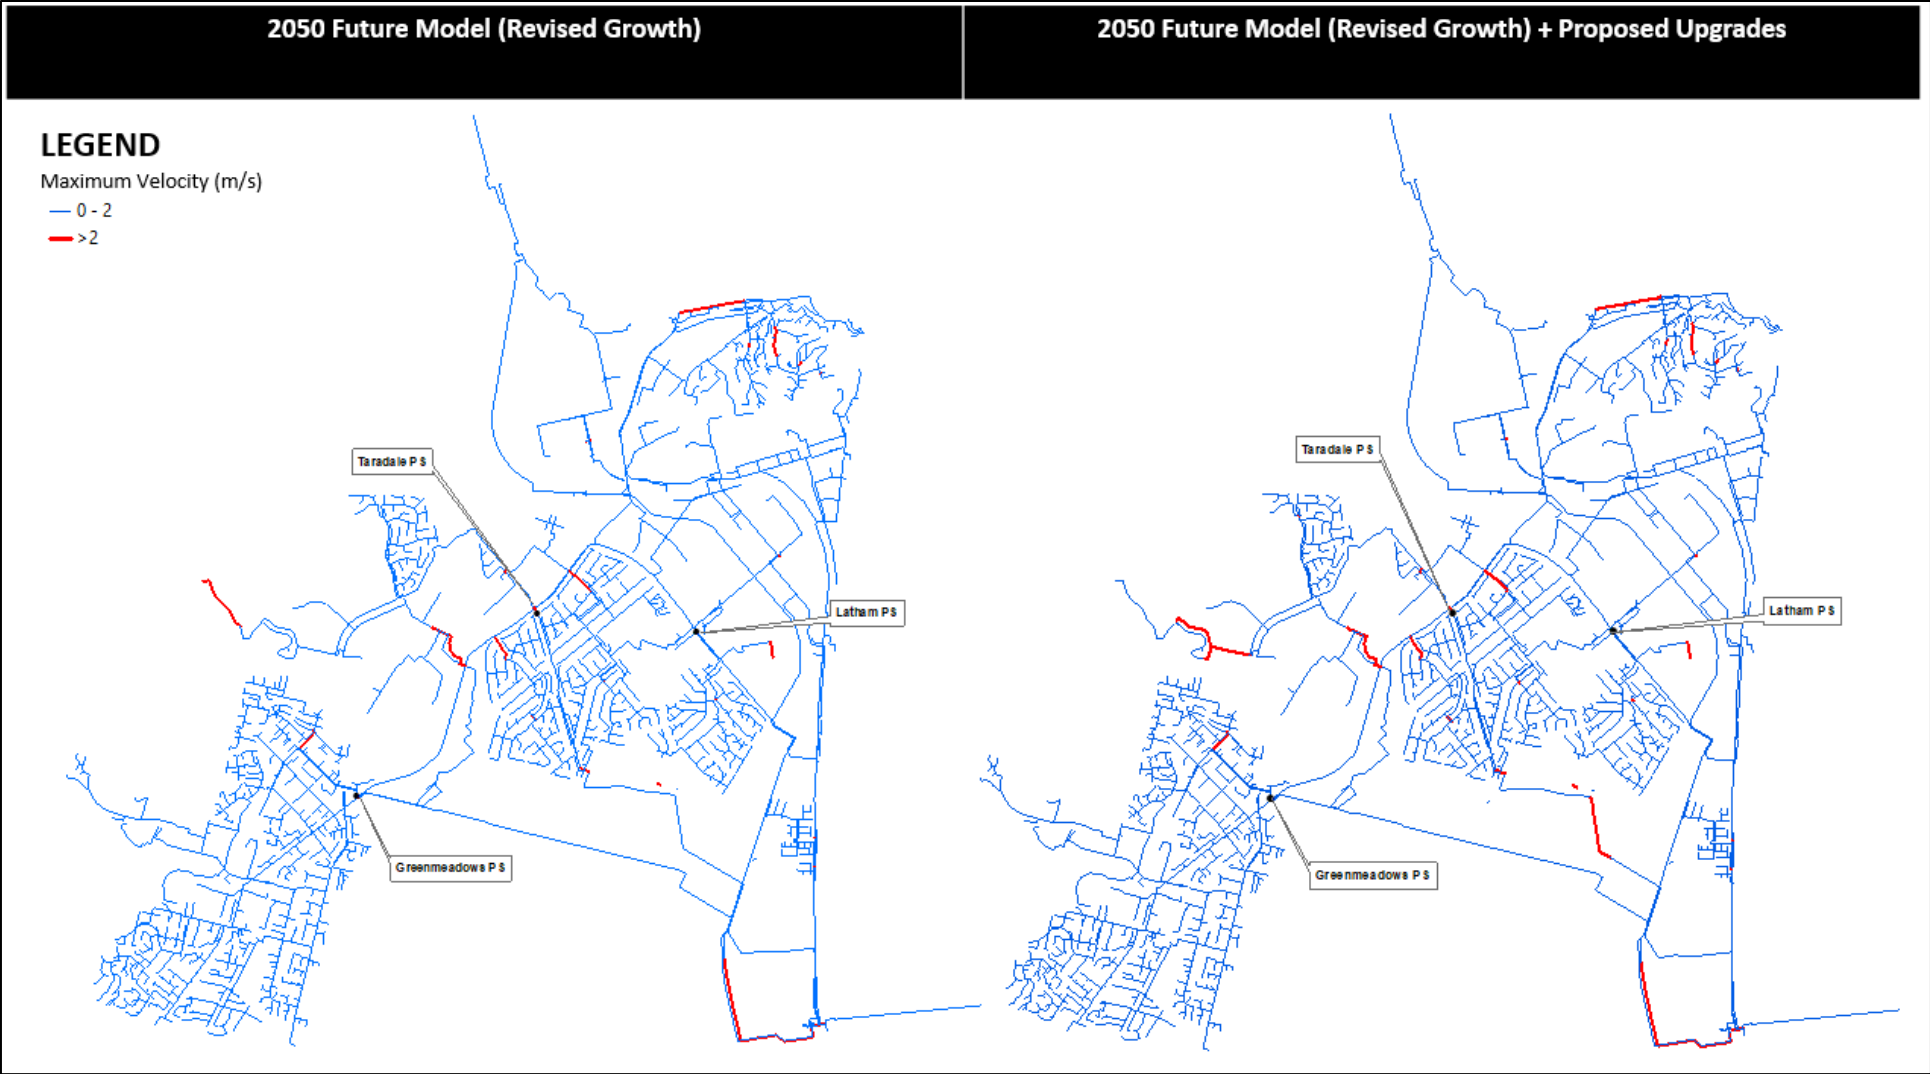 2050 Future Model (Revised Growth)
2050 Future Model (Revised Growth) + Proposed Upgrades
LEGEND
Maximum Velocity (m/s)
0 - 2
>2
Taradale PS
Latham PS
Greenmeadows PS
Taradale PS
Latham PS
Greenmeadows PS